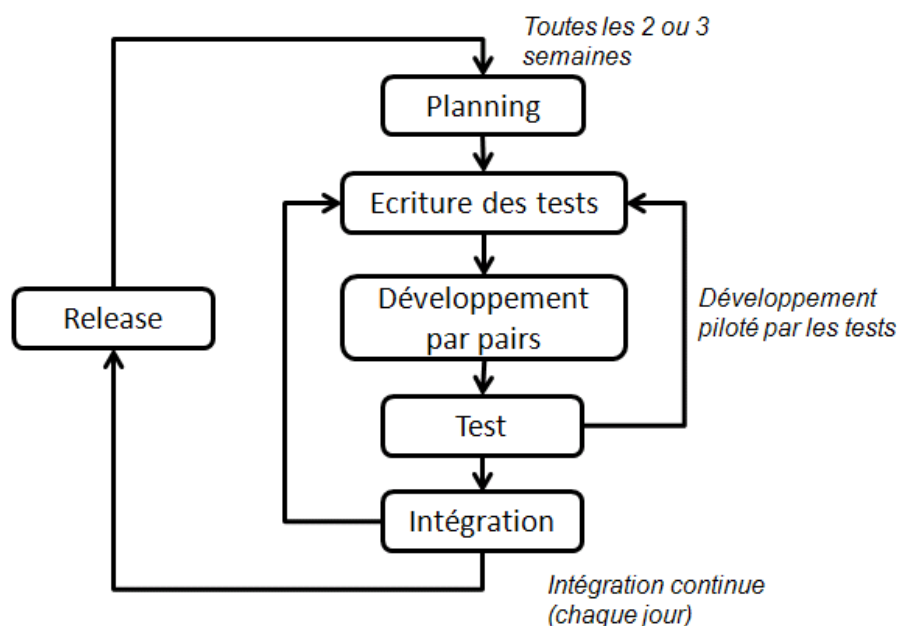 Toutes les 2 ou 3
semaines
Planning
Ecriture des tests
Développement
par pairs
Release
Développement
piloté par les tests
Test
Intégration
Intégration continue
(chaque jour)